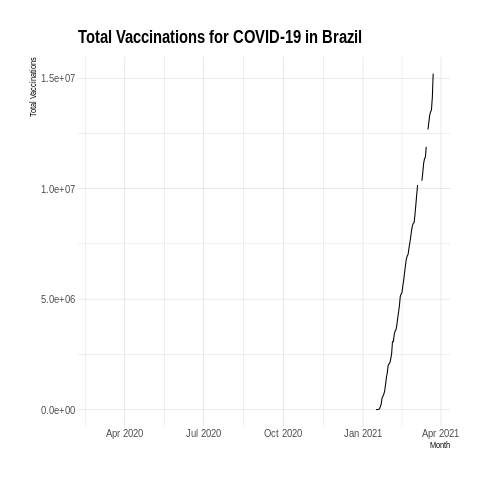 Total Vaccinations for COVID-19 in Brazil
Total Vaccinations
1.5e+07
1.0e+07
5.0e+06
0.0e+00
Apr 2020 Jul 2020 Oct 2020 Jan 2021 Apr 2021
Month